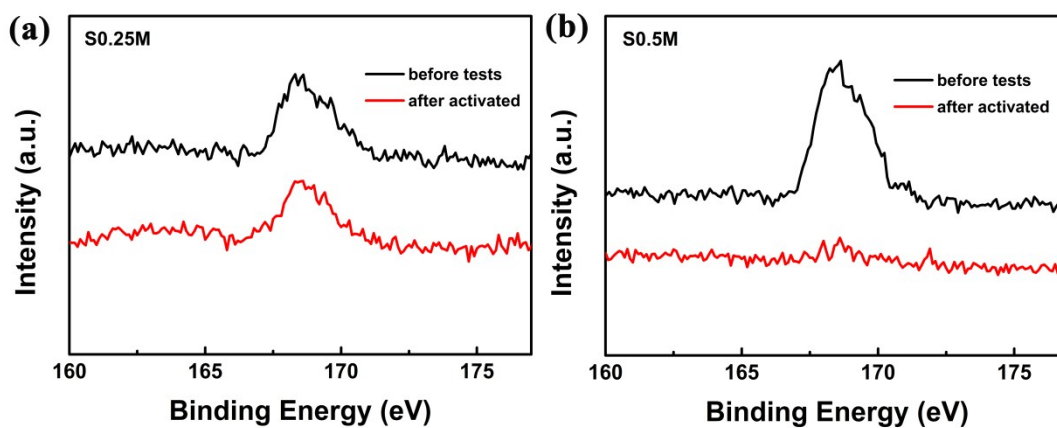 (a)
S0.25M
before tests
after activated
Intensity (a.u.)
160 165 170 175
Binding Energy (eV)
(b)
S0.5M
before tests
after activated
Intensity (a.u.)
160 165 170 175
Binding Energy (eV)